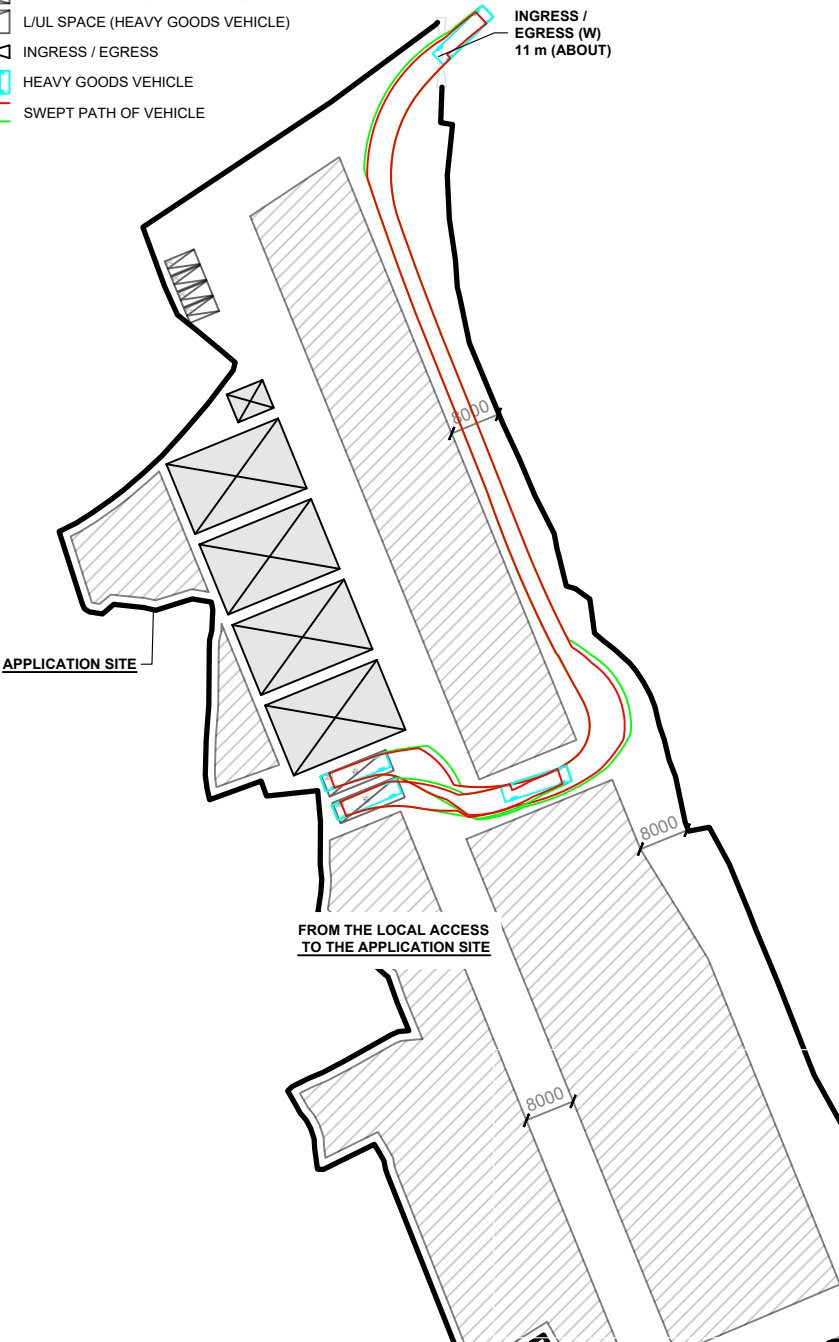 L/UL SPACE (HEAVY GOODS VEHICLE)
INGRESS / EGRESS
HEAVY GOODS VEHICLE
SWEPT PATH OF VEHICLE
INGRESS /
EGRESS (W)
11 m (ABOUT)
8000
APPLICATION SITE
8000
FROM THE LOCAL ACCESS
TO THE APPLICATION SITE
8000